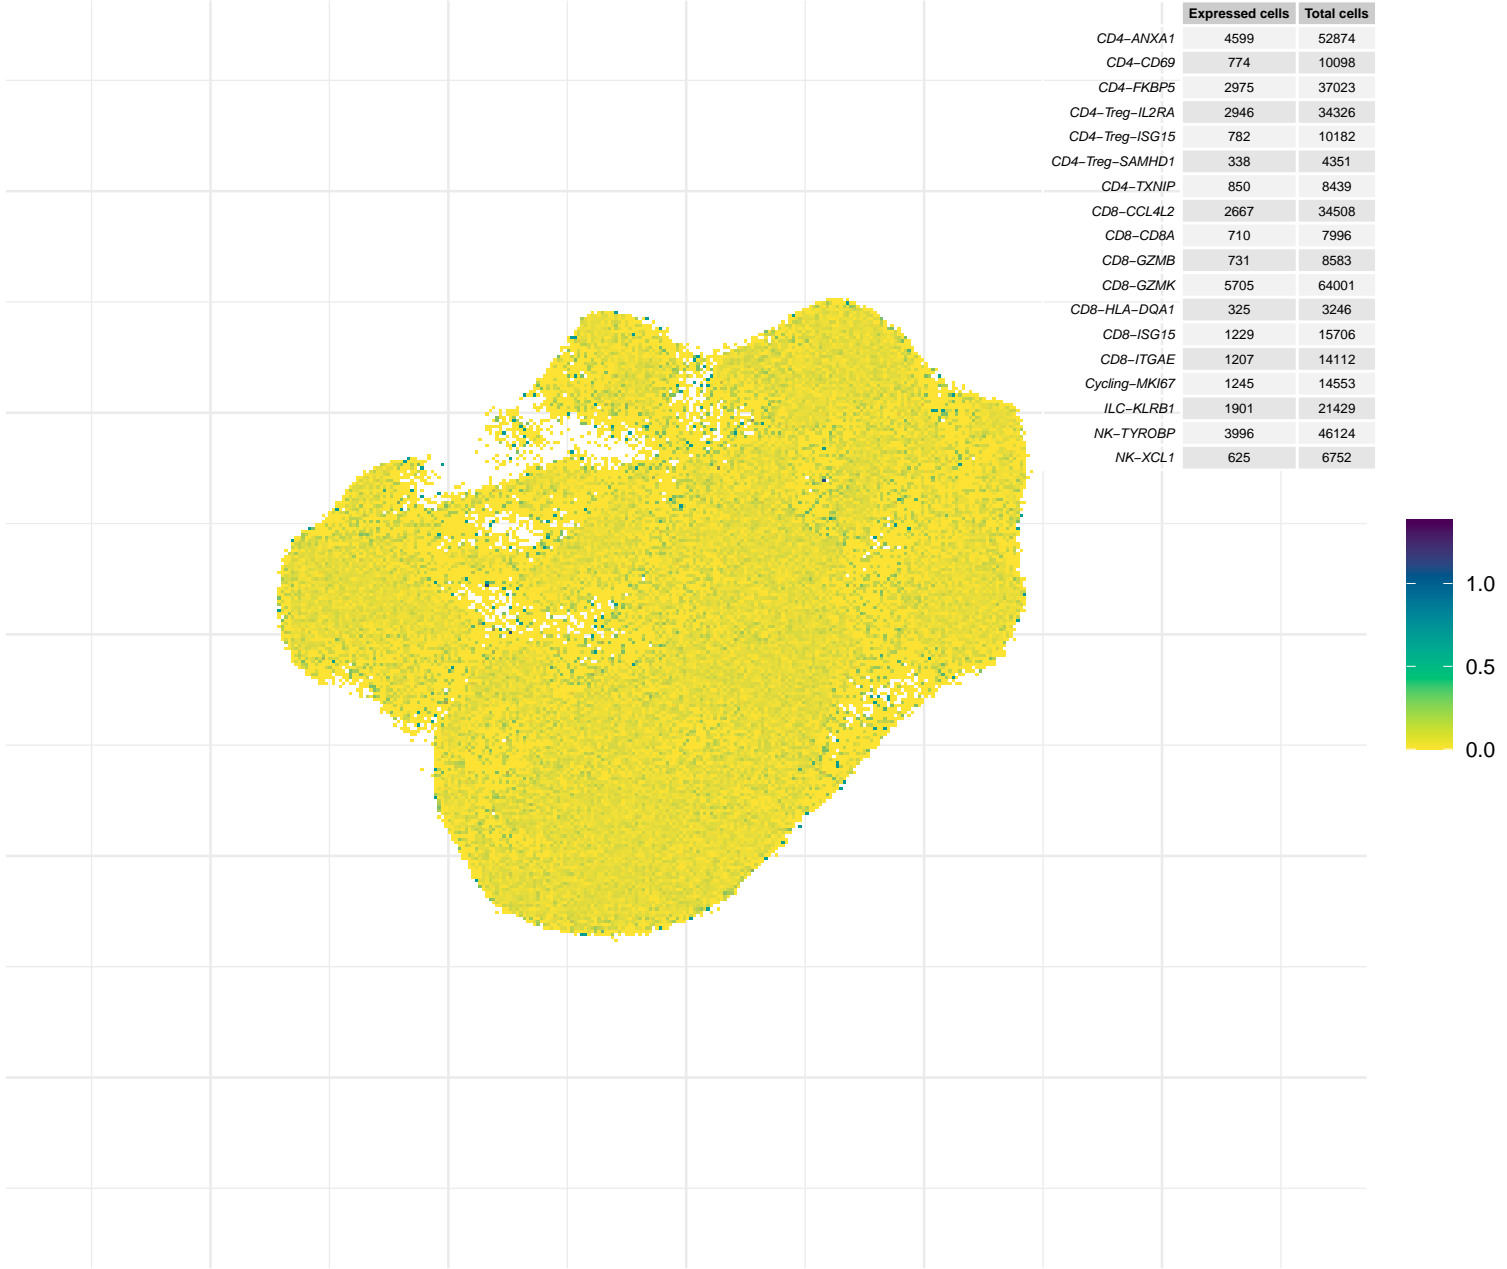 Expressed cells Total cells
CD4−ANXA1 4599 52874
CD4−CD69 774 10098
CD4−FKBP5 2975 37023
CD4−Treg−IL2RA 2946 34326
CD4−Treg−ISG15 782 10182
CD4−Treg−SAMHD1 338 4351
CD4−TXNIP 850 8439
CD8−CCL4L2 2667 34508
CD8−CD8A 710 7996
CD8−GZMB 731 8583
CD8−GZMK 5705 64001
CD8−HLA−DQA1 325 3246
CD8−ISG15 1229 15706
CD8−ITGAE 1207 14112
Cycling−MKI67 1245 14553
ILC−KLRB1 1901 21429
NK−TYROBP 3996 46124
NK−XCL1 625 6752
1.0
0.5
0.0